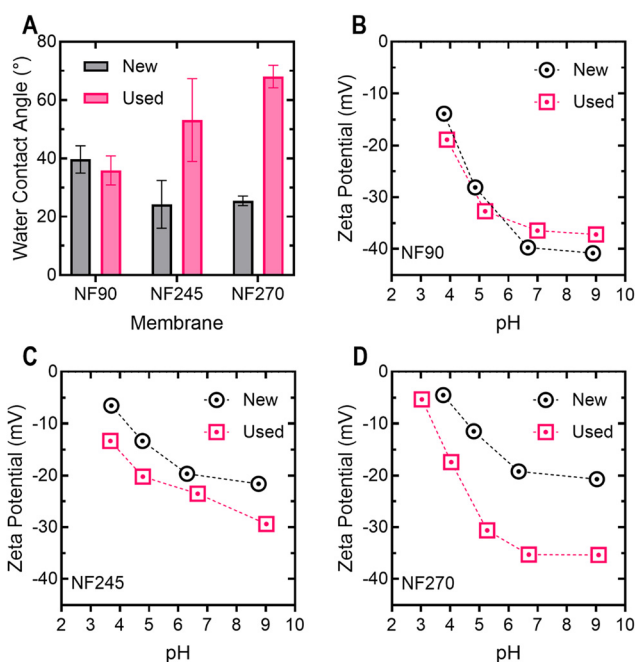 A
80
60
40
20
0
Water Contact Angle (°)
New
Used
NF90 NF245 NF270
Membrane
B
0
-10
-20
-30
-40
Zeta Potential (mV)
New
Used
NF90
2 3 4 5 6 7 8 9 10
pH
C
0
-10
-20
-30
-40
Zeta Potential (mV)
New
Used
NF245
2 3 4 5 6 7 8 9 10
pH
D
0
-10
-20
-30
-40
Zeta Potential (mV)
New
Used
NF270
2 3 4 5 6 7 8 9 10
pH